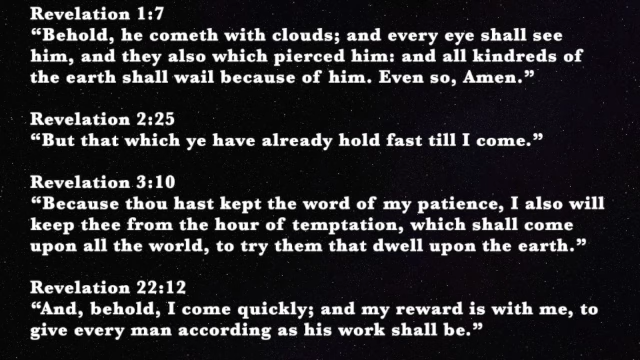 Revelation 1:7
“Behold, he cometh with clouds; and every eye shall see
him, and they also which pierced him: and all kindreds of
the earth shall wail because of him. Even so, Amen.”
Revelation 2:25
“But that which ye have already hold fast till I come.”
Revelation 3:10
“Because thou hast kept the word of my patience, I also will
keep thee from the hour of temptation, which shall come
upon all the world, to try them that dwell upon the earth.”
Revelation 22:12
“And, behold, I come quickly; and my reward is with me, to
give every man according as his work shall be.”